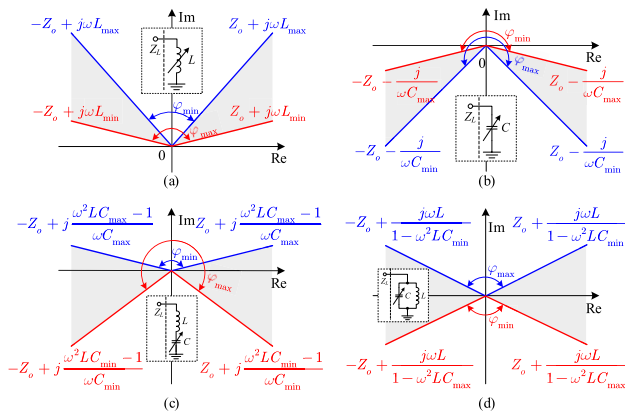 Im
−Z_o + jωL_max
Z_o + jωL_max
Z_L
L
−Z_o + jωL_min
φ_min
Z_o + jωL_min
φ_max
0
Re
(a)
Im
φ_min
0
φ_max
Re
−Z_o − j/ωC_max
Z_o − j/ωC_max
Z_L
C
−Z_o − j/ωC_min
Z_o − j/ωC_min
(b)
−Z_o + j (ω²LC_max − 1)/ωC_max
Im
Z_o + j (ω²LC_max − 1)/ωC_max
φ_min
Re
φ_max
Z_L
L
C
−Z_o + j (ω²LC_min − 1)/ωC_min
Z_o + j (ω²LC_min − 1)/ωC_min
(c)
−Z_o + jωL/(1 − ω²LC_min)
Im
Z_o + jωL/(1 − ω²LC_min)
φ_max
Z_L
C
L
Re
φ_min
−Z_o + jωL/(1 − ω²LC_max)
Z_o + jωL/(1 − ω²LC_max)
(d)